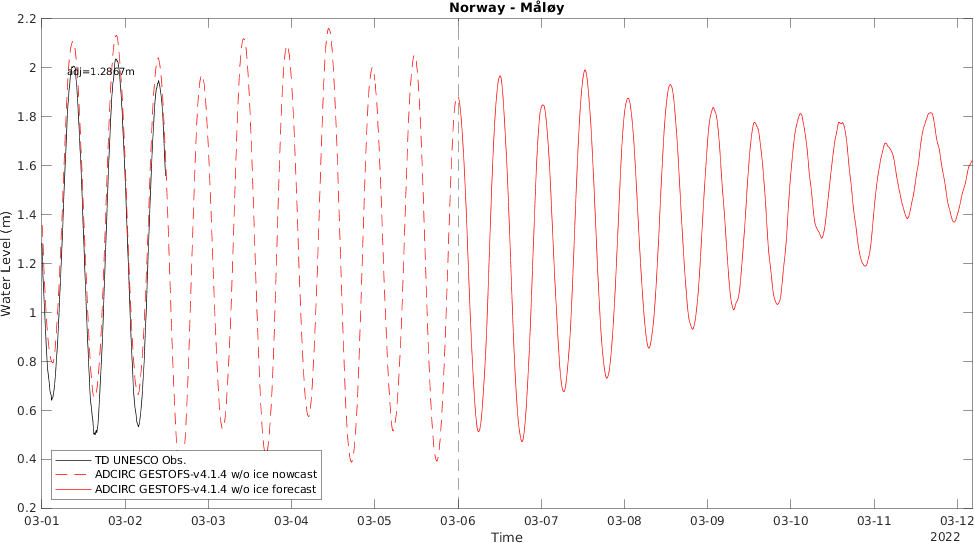 Norway - Måløy
2.2
2
1.8
1.6
1.4
1.2
1
0.8
0.6
0.4
0.2
Water Level (m)
adj=1.2867m
TD UNESCO Obs.
ADCIRC GESTOFS-v4.1.4 w/o ice nowcast
ADCIRC GESTOFS-v4.1.4 w/o ice forecast
03-01 03-02 03-03 03-04 03-05 03-06 03-07 03-08 03-09 03-10 03-11 03-12
Time
2022